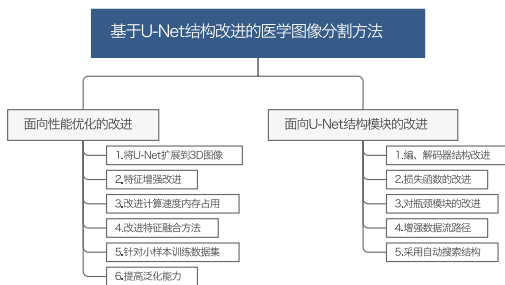 基于U-Net结构改进的医学图像分割方法
面向性能优化的改进
1.将U-Net扩展到3D图像
2.特征增强改进
3.改进计算速度内存占用
4.改进特征融合方法
5.针对小样本训练数据集
6.提高泛化能力
面向U-Net结构模块的改进
1.编、解码器结构改进
2.损失函数的改进
3.对瓶颈模块的改进
4.增强数据流路径
5.采用自动搜索结构